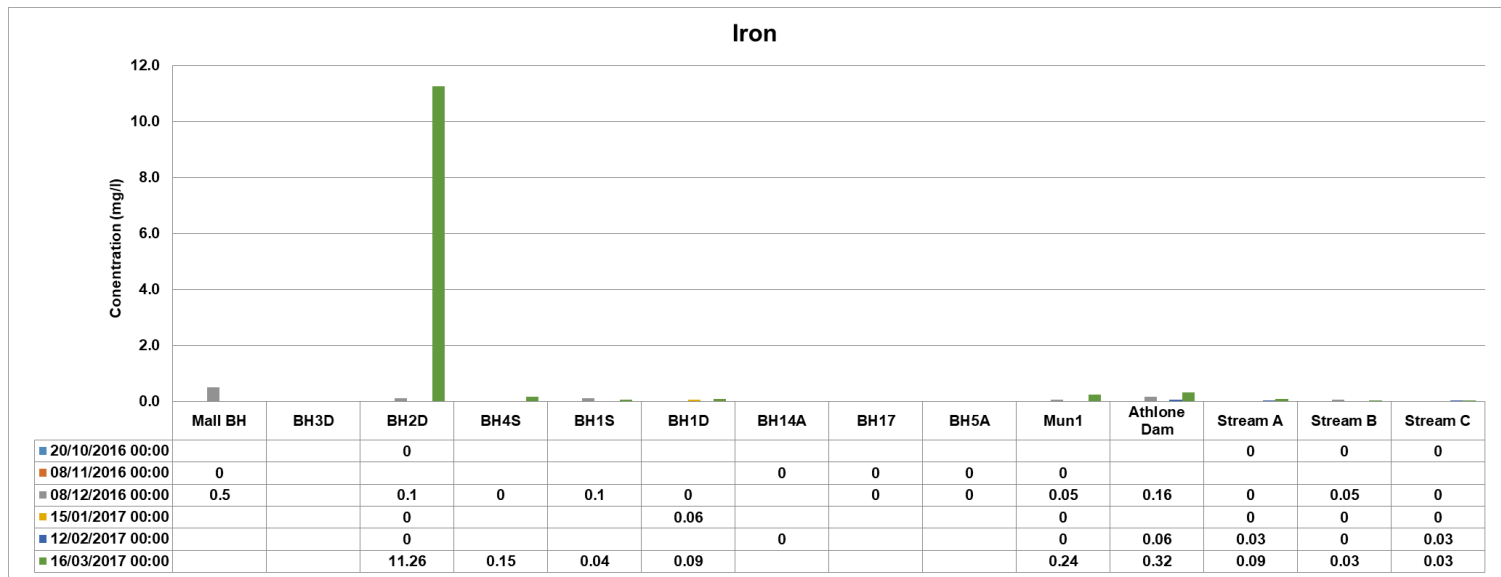 Iron
12.0
10.0
8.0
6.0
4.0
2.0
0.0
Conentration (mg/l)
Mall BH BH3D BH2D BH4S BH1S BH1D BH14A BH17 BH5A Mun1 Athlone Dam Stream A Stream B Stream C
20/10/2016 00:00 0 0 0 0
08/11/2016 00:00 0 0 0 0 0
08/12/2016 00:00 0.5 0.1 0 0.1 0 0 0 0.05 0.16 0 0.05 0
15/01/2017 00:00 0 0.06 0 0 0 0
12/02/2017 00:00 0 0 0 0.06 0.03 0 0.03
16/03/2017 00:00 11.26 0.15 0.04 0.09 0.24 0.32 0.09 0.03 0.03